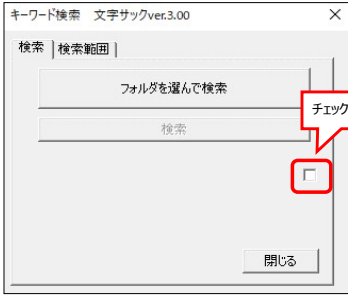 キーワード検索　文字サックver.3.00
検索
検索範囲
フォルダを選んで検索
チェック
検索
閉じる